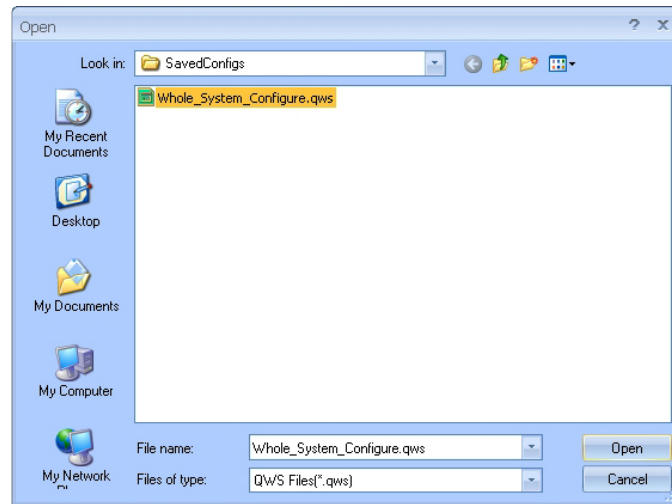 Open
Look in: SavedConfigs
Whole_System_Configure.qws
My Recent
Documents
Desktop
My Documents
My Computer
My Network
File name: Whole_System_Configure.qws Open
Files of type: QWS Files(*.qws) Cancel